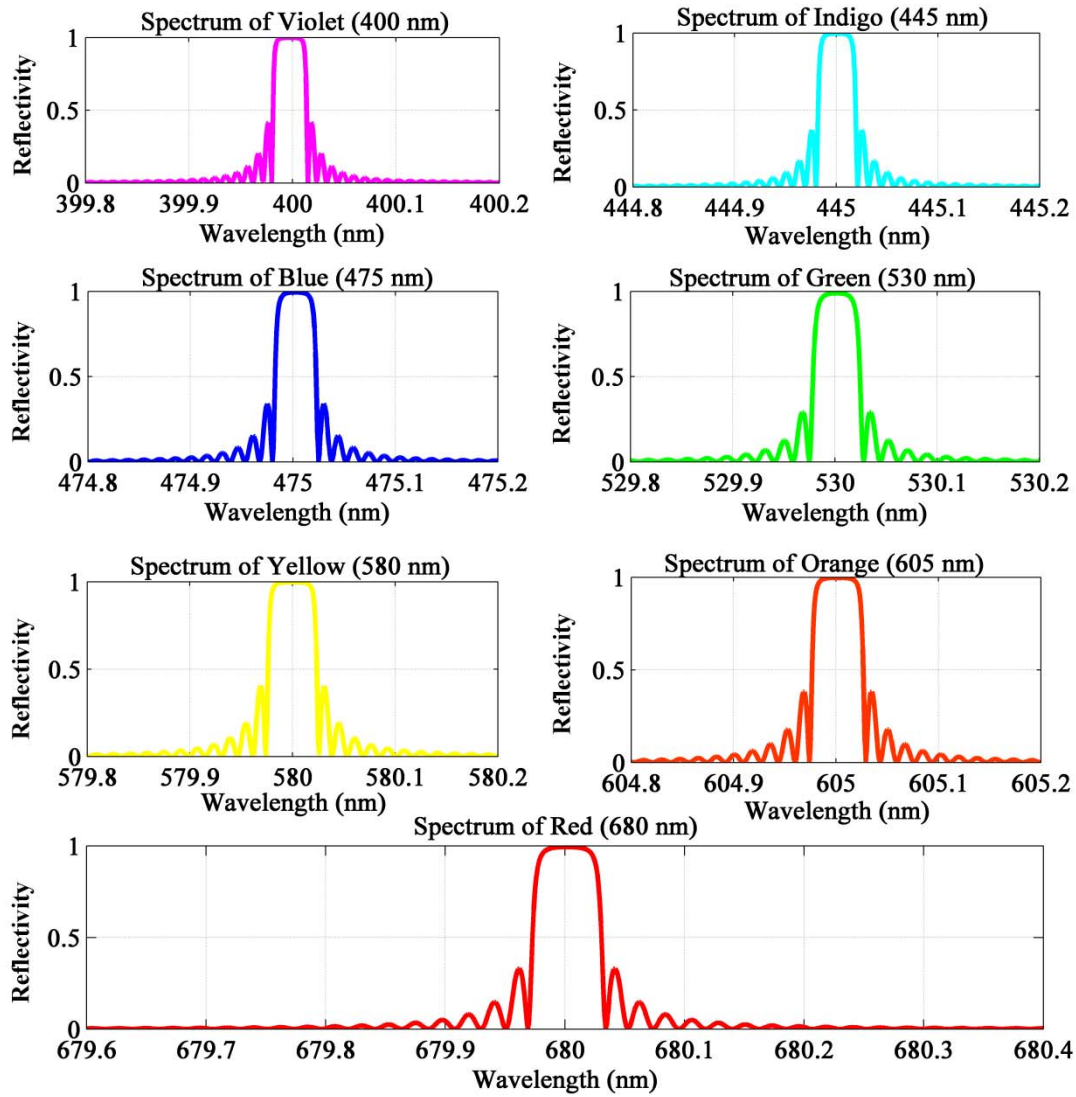 Spectrum of Violet (400 nm)
Reflectivity
1
0.5
0
399.8 399.9 400 400.1 400.2
Wavelength (nm)
Spectrum of Indigo (445 nm)
Reflectivity
1
0.5
0
444.8 444.9 445 445.1 445.2
Wavelength (nm)
Spectrum of Blue (475 nm)
Reflectivity
1
0.5
0
474.8 474.9 475 475.1 475.2
Wavelength (nm)
Spectrum of Green (530 nm)
Reflectivity
1
0.5
0
529.8 529.9 530 530.1 530.2
Wavelength (nm)
Spectrum of Yellow (580 nm)
Reflectivity
1
0.5
0
579.8 579.9 580 580.1 580.2
Wavelength (nm)
Spectrum of Orange (605 nm)
Reflectivity
1
0.5
0
604.8 604.9 605 605.1 605.2
Wavelength (nm)
Spectrum of Red (680 nm)
Reflectivity
1
0.5
0
679.6 679.7 679.8 679.9 680 680.1 680.2 680.3 680.4
Wavelength (nm)